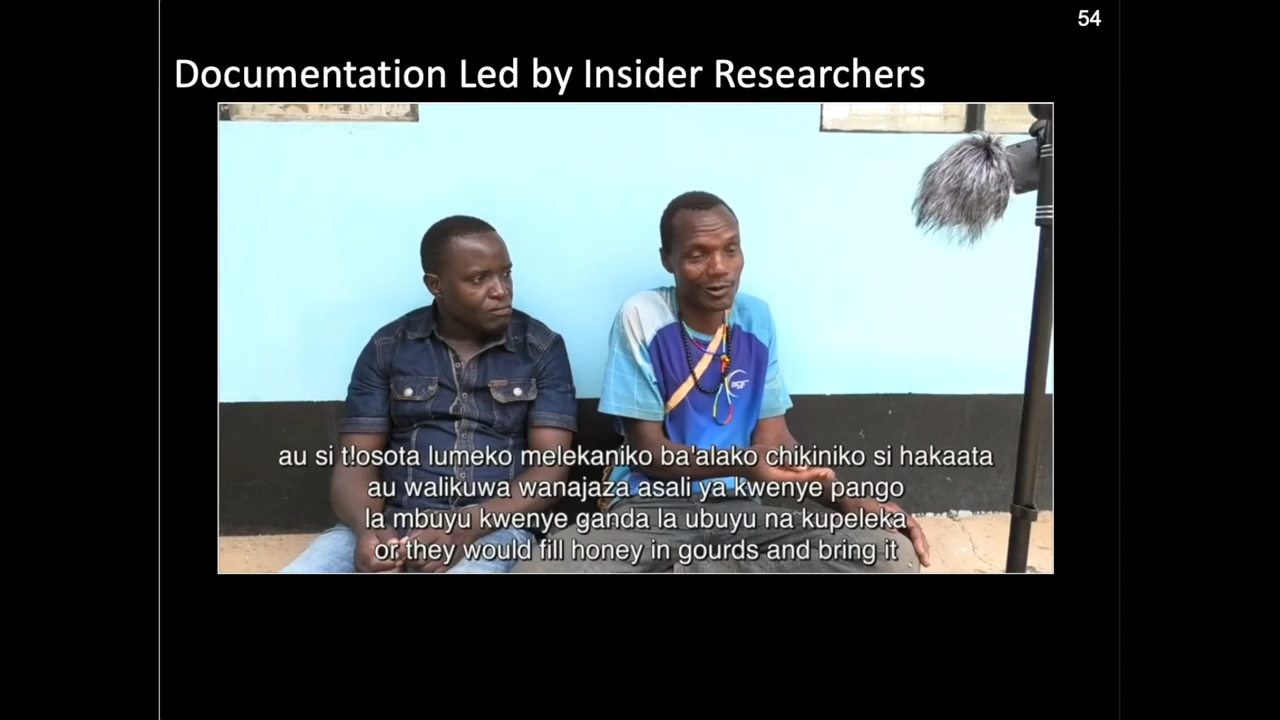 54
Documentation Led by Insider Researchers
agr
au si t!osota lumeko melekaniko ba'alako chikiniko si hakaata
au walikuwa wanajaza asali ya kwenye pango
la mbuyu kwenye ganda la ubuyu na kupeleka
or they would fill honey in gourds and bring it